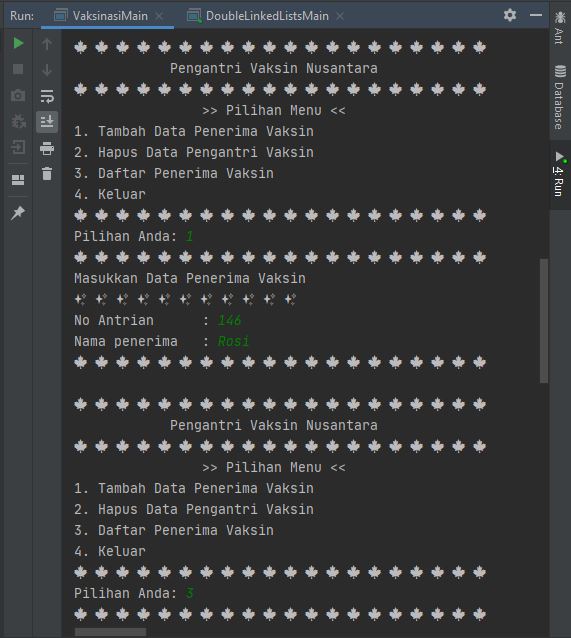 Run: VaksinasiMain × DoubleLinkedListsMain ×
🍁 🍁 🍁 🍁 🍁 🍁 🍁 🍁 🍁 🍁 🍁 🍁 🍁 🍁 🍁 🍁 🍁 🍁 🍁 🍁
Pengantri Vaksin Nusantara
🍁 🍁 🍁 🍁 🍁 🍁 🍁 🍁 🍁 🍁 🍁 🍁 🍁 🍁 🍁 🍁 🍁 🍁 🍁 🍁
>> Pilihan Menu <<
1. Tambah Data Penerima Vaksin
2. Hapus Data Pengantri Vaksin
3. Daftar Penerima Vaksin
4. Keluar
🍁 🍁 🍁 🍁 🍁 🍁 🍁 🍁 🍁 🍁 🍁 🍁 🍁 🍁 🍁 🍁 🍁 🍁 🍁 🍁
Pilihan Anda: 1
🍁 🍁 🍁 🍁 🍁 🍁 🍁 🍁 🍁 🍁 🍁 🍁 🍁 🍁 🍁 🍁 🍁 🍁 🍁 🍁
Masukkan Data Penerima Vaksin
✨ ✨ ✨ ✨ ✨ ✨ ✨ ✨ ✨ ✨ ✨
No Antrian : 146
Nama penerima : Rosi
🍁 🍁 🍁 🍁 🍁 🍁 🍁 🍁 🍁 🍁 🍁 🍁 🍁 🍁 🍁 🍁 🍁 🍁 🍁 🍁
🍁 🍁 🍁 🍁 🍁 🍁 🍁 🍁 🍁 🍁 🍁 🍁 🍁 🍁 🍁 🍁 🍁 🍁 🍁 🍁
Pengantri Vaksin Nusantara
🍁 🍁 🍁 🍁 🍁 🍁 🍁 🍁 🍁 🍁 🍁 🍁 🍁 🍁 🍁 🍁 🍁 🍁 🍁 🍁
>> Pilihan Menu <<
1. Tambah Data Penerima Vaksin
2. Hapus Data Pengantri Vaksin
3. Daftar Penerima Vaksin
4. Keluar
🍁 🍁 🍁 🍁 🍁 🍁 🍁 🍁 🍁 🍁 🍁 🍁 🍁 🍁 🍁 🍁 🍁 🍁 🍁 🍁
Pilihan Anda: 3
🍁 🍁 🍁 🍁 🍁 🍁 🍁 🍁 🍁 🍁 🍁 🍁 🍁 🍁 🍁 🍁 🍁 🍁 🍁 🍁
Ant
Database
4: Run